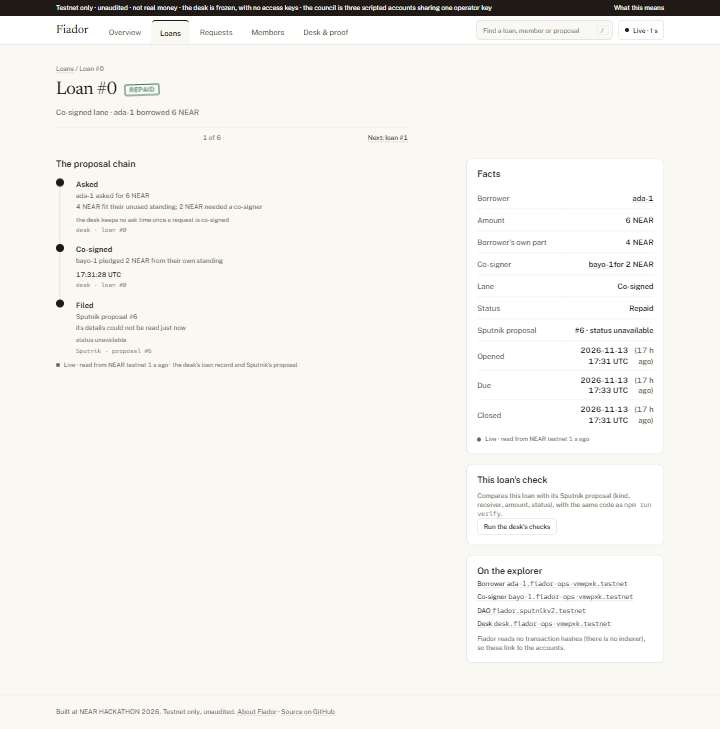 Testnet only · unaudited · not real money · the desk is frozen, with no access keys · the council is three scripted accounts sharing one operator key
What this means
Fiador
Overview
Loans
Requests
Members
Desk & proof
Find a loan, member or proposal /
Live · 1 s
Loans / Loan #0
Loan #0 REPAID
Co-signed lane · ada-1 borrowed 6 NEAR
1 of 6
Next: loan #1
The proposal chain
Asked
ada-1 asked for 6 NEAR
4 NEAR fit their unused standing; 2 NEAR needed a co-signer
the desk keeps no ask time once a request is co-signed
desk · loan #0
Co-signed
bayo-1 pledged 2 NEAR from their own standing
17:31:28 UTC
desk · loan #0
Filed
Sputnik proposal #6
its details could not be read just now
status unavailable
Sputnik · proposal #6
Live · read from NEAR testnet 1 s ago · the desk's loan record and Sputnik's proposal
Facts
Borrower ada-1
Amount 6 NEAR
Borrower's own part 4 NEAR
Co-signer bayo-1for 2 NEAR
Lane Co-signed
Status Repaid
Sputnik proposal #6 · status unavailable
Opened 2026-11-13 17:31 UTC (17 h ago)
Due 2026-11-13 17:33 UTC (17 h ago)
Closed 2026-11-13 17:31 UTC (17 h ago)
Live · read from NEAR testnet 1 s ago
This loan's check
Compares this loan with its Sputnik proposal (kind,
receiver, amount, status), with the same code as npm run
verify.
Run the desk's checks
On the explorer
Borrower ada-1.fiador-ops-vmwpxk.testnet
Co-signer bayo-1.fiador-ops-vmwpxk.testnet
DAO fiador.sputnikv2.testnet
Desk desk.fiador-ops-vmwpxk.testnet
Fiador reads no transaction hashes (there is no indexer),
so these link to the accounts.
Built at NEAR HACKATHON 2026. Testnet only, unaudited. About Fiador · Source on GitHub